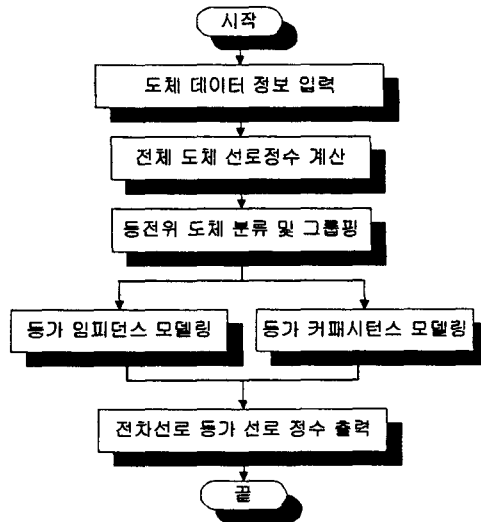 시작
도체 데이터 정보 입력
전체 도체 선로정수 계산
등전위 도체 분류 및 그룹핑
등가 임피던스 모델링
등가 커패시턴스 모델링
전차선로 등가 선로 정수 출력
끝